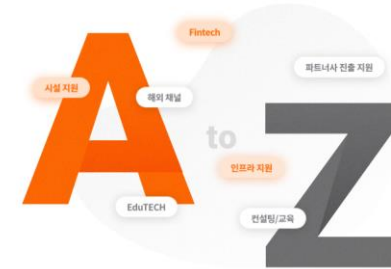 Fintech
파트너사 진출 지원
시설 지원
해외 채널
A
to
Z
인프라 지원
EduTECH
컨설팅/교육